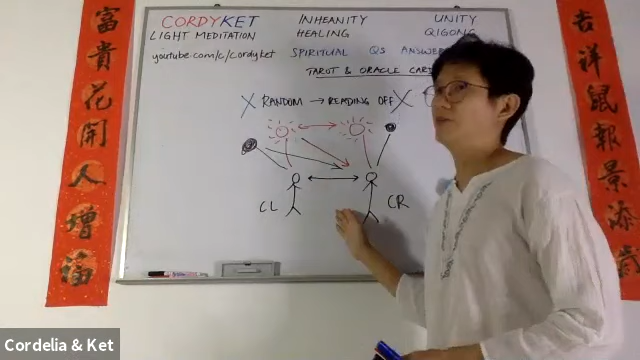 富貴花開人增福
CORDYKET
LIGHT MEDITATION
youtube.com/c/cordyket
INHEANITY
HEALING
UNITY
QIGONG
SPIRITUAL QS ANSWER
TAROT & ORACLE CAR
X RANDOM → READING OFF X
CL
CR
吉祥鼠報景添
Cordelia & Ket